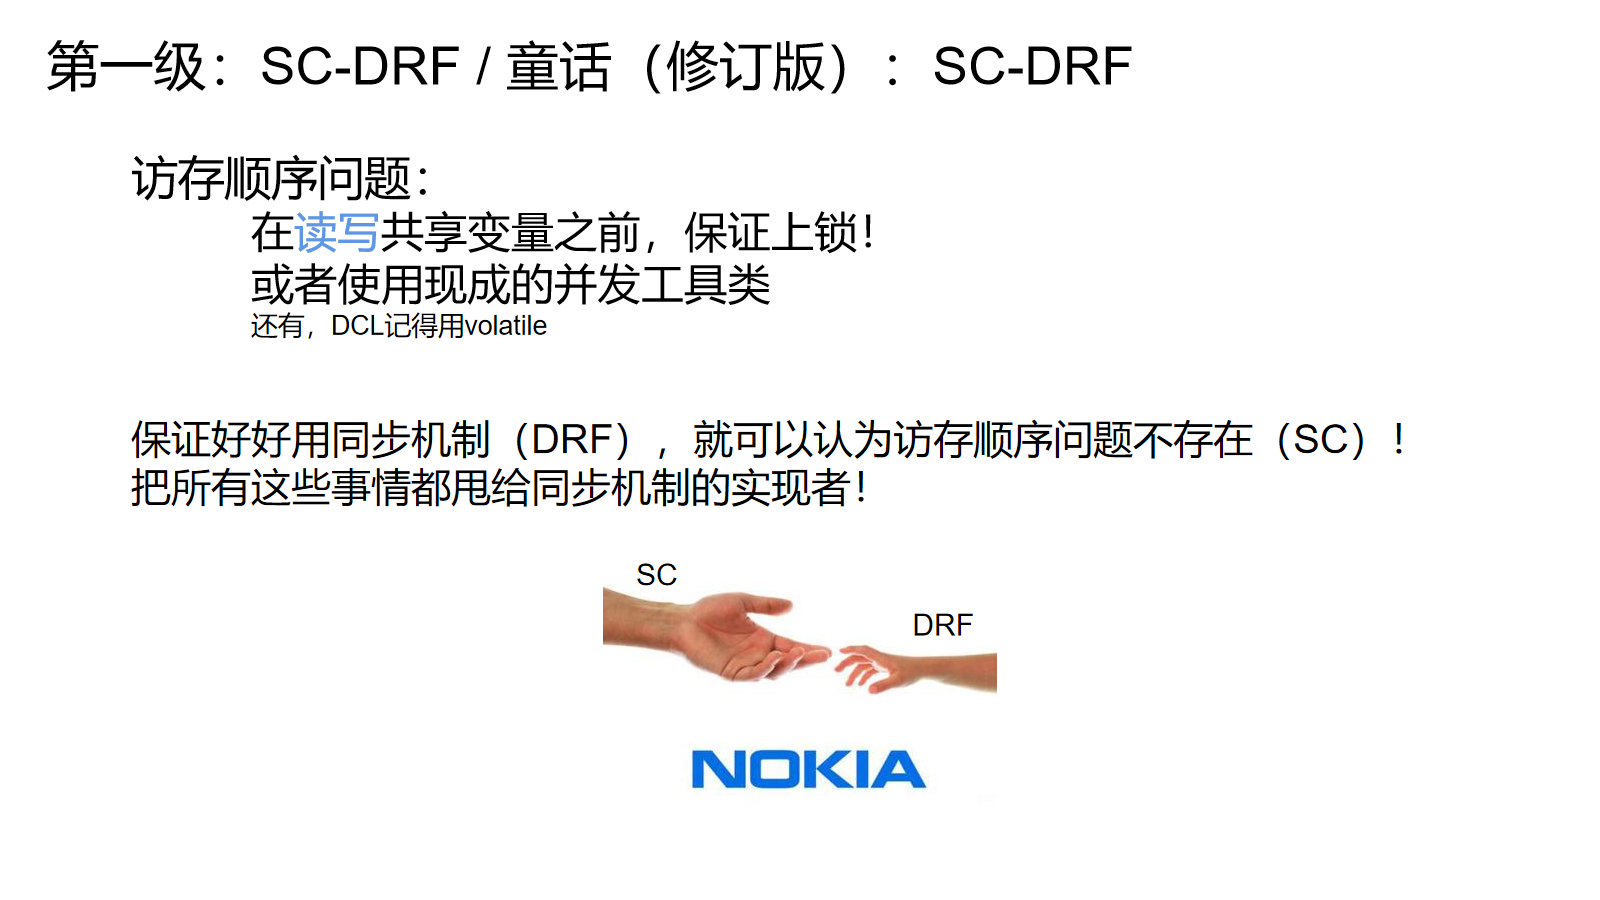 第一级：SC-DRF / 童话（修订版）：SC-DRF
访存顺序问题：
在读写共享变量之前，保证上锁！
或者使用现成的并发工具类
还有，DCL记得用volatile
保证好好用同步机制（DRF），就可以认为访存顺序问题不存在（SC）！
把所有这些事情都甩给同步机制的实现者！
SC
DRF
NOKIA